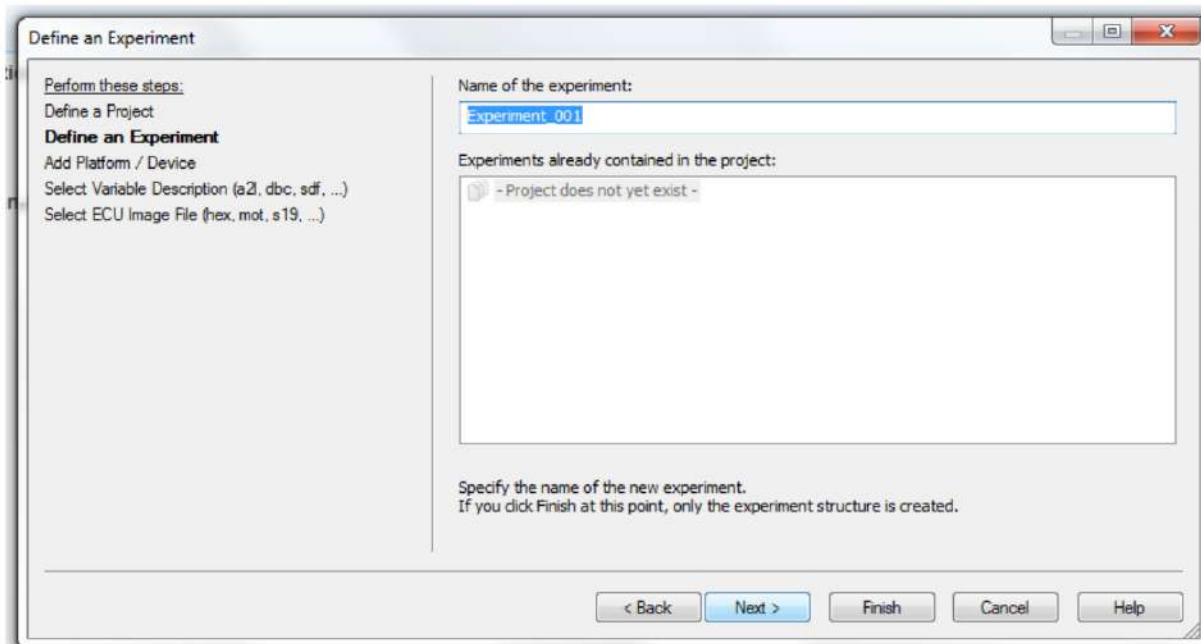 Define an Experiment
Perform these steps:
Define a Project
Define an Experiment
Add Platform / Device
Select Variable Description (a2l, dbc, sdf, ...)
Select ECU Image File (hex, mot, s19, ...)
Name of the experiment:
Experiment_001
Experiments already contained in the project:
- Project does not yet exist -
Specify the name of the new experiment.
If you click Finish at this point, only the experiment structure is created.
< Back
Next >
Finish
Cancel
Help